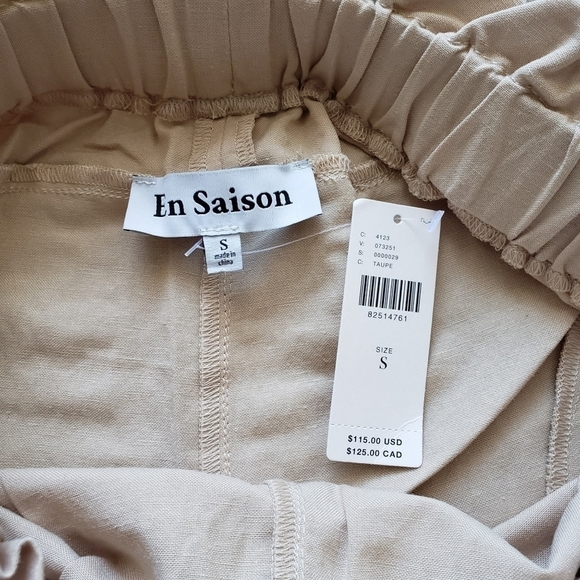 En Saison
S
made in
china
C: 4123
V: 073251
S: 0000029
C: TAUPE
82514761
SIZE
S
$115.00 USD
$125.00 CAD